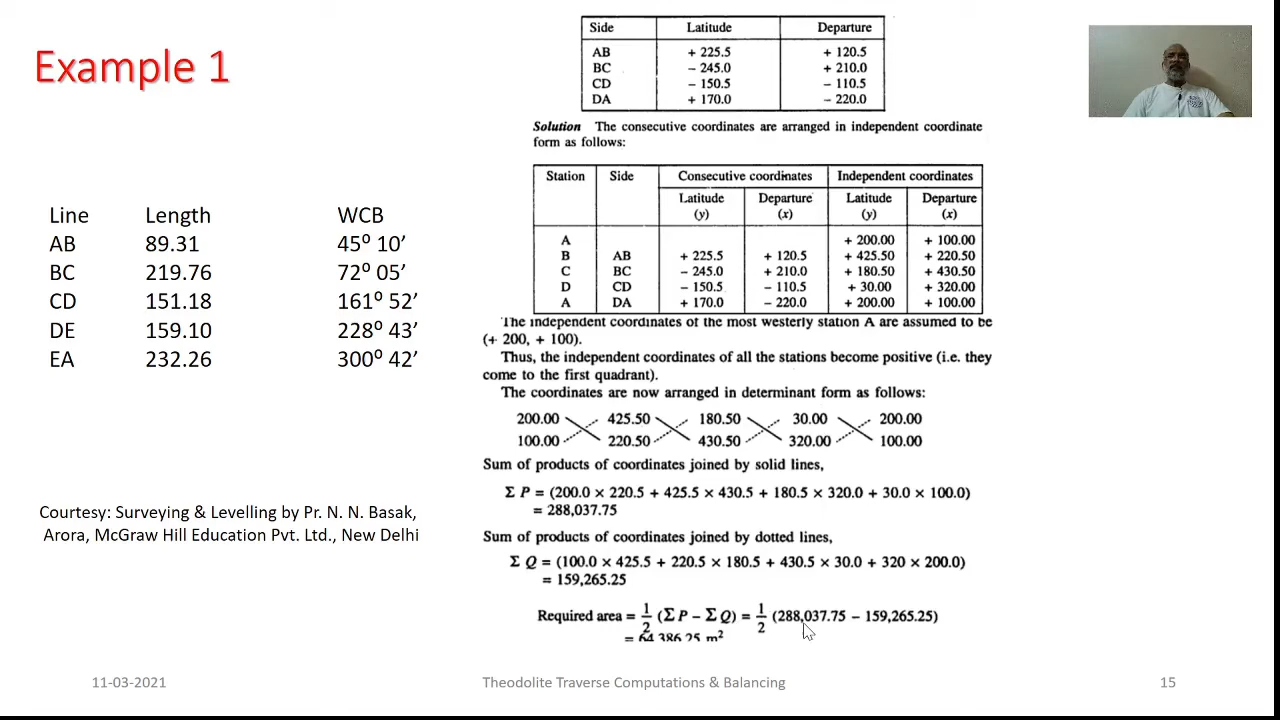 Example 1
Line Length WCB
AB 89.31 45⁰ 10’
BC 219.76 72⁰ 05’
CD 151.18 161⁰ 52’
DE 159.10 228⁰ 43’
EA 232.26 300⁰ 42’
Courtesy: Surveying & Levelling by Pr. N. N. Basak,
Arora, McGraw Hill Education Pvt. Ltd., New Delhi
Side Latitude Departure
AB + 225.5 + 120.5
BC − 245.0 + 210.0
CD − 150.5 − 110.5
DA + 170.0 − 220.0
Solution The consecutive coordinates are arranged in independent coordinate
form as follows:
Station Side Consecutive coordinates Independent coordinates
Latitude Departure Latitude Departure
(y) (x) (y) (x)
A + 200.00 + 100.00
B AB + 225.5 + 120.5 + 425.50 + 220.50
C BC − 245.0 + 210.0 + 180.50 + 430.50
D CD − 150.5 − 110.5 + 30.00 + 320.00
A DA + 170.0 − 220.0 + 200.00 + 100.00
The independent coordinates of the most westerly station A are assumed to be
(+ 200, + 100).
Thus, the independent coordinates of all the stations become positive (i.e. they
come to the first quadrant).
The coordinates are now arranged in determinant form as follows:
200.00 425.50 180.50 30.00 200.00
100.00 220.50 430.50 320.00 100.00
Sum of products of coordinates joined by solid lines,
Σ P = (200.0 × 220.5 + 425.5 × 430.5 + 180.5 × 320.0 + 30.0 × 100.0)
= 288,037.75
Sum of products of coordinates joined by dotted lines,
Σ Q = (100.0 × 425.5 + 220.5 × 180.5 + 430.5 × 30.0 + 320 × 200.0)
= 159,265.25
Required area = 1/2 (Σ P − Σ Q) = 1/2 (288,037.75 − 159,265.25)
= 64,386.25 m²
11-03-2021 Theodolite Traverse Computations & Balancing 15